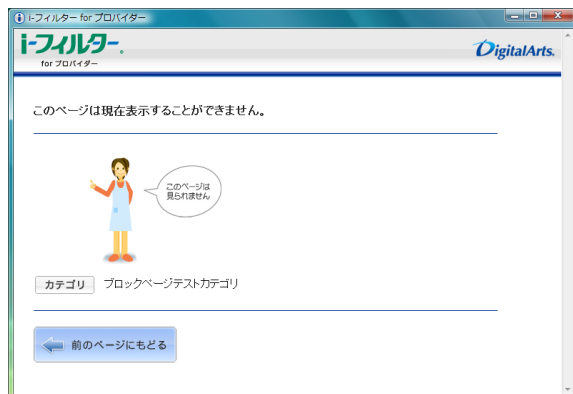 i-フィルター for プロバイダー
i-フィルター.
for プロバイダー
DigitalArts.
このページは現在表示することができません。
このページは
見られません
カテゴリ ブロックページテストカテゴリ
前のページにもどる